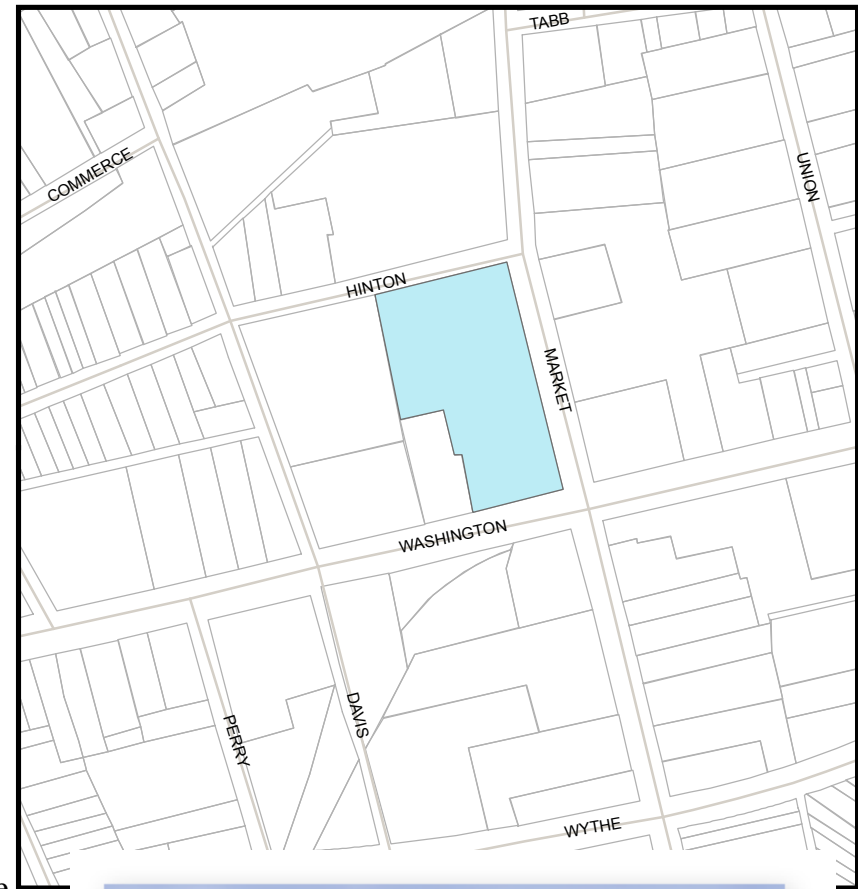 TABB
COMMERCE
UNION
HINTON
MARKET
WASHINGTON
DAVIS
PERRY
WYTHE